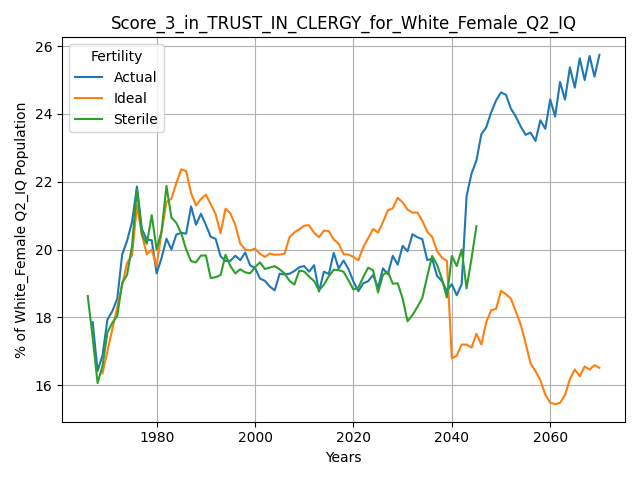 Score_3_in_TRUST_IN_CLERGY_for_White_Female_Q2_IQ
Fertility
Actual
Ideal
Sterile
% of White_Female Q2_IQ Population
26
24
22
20
18
16
1980
2000
2020
2040
2060
Years